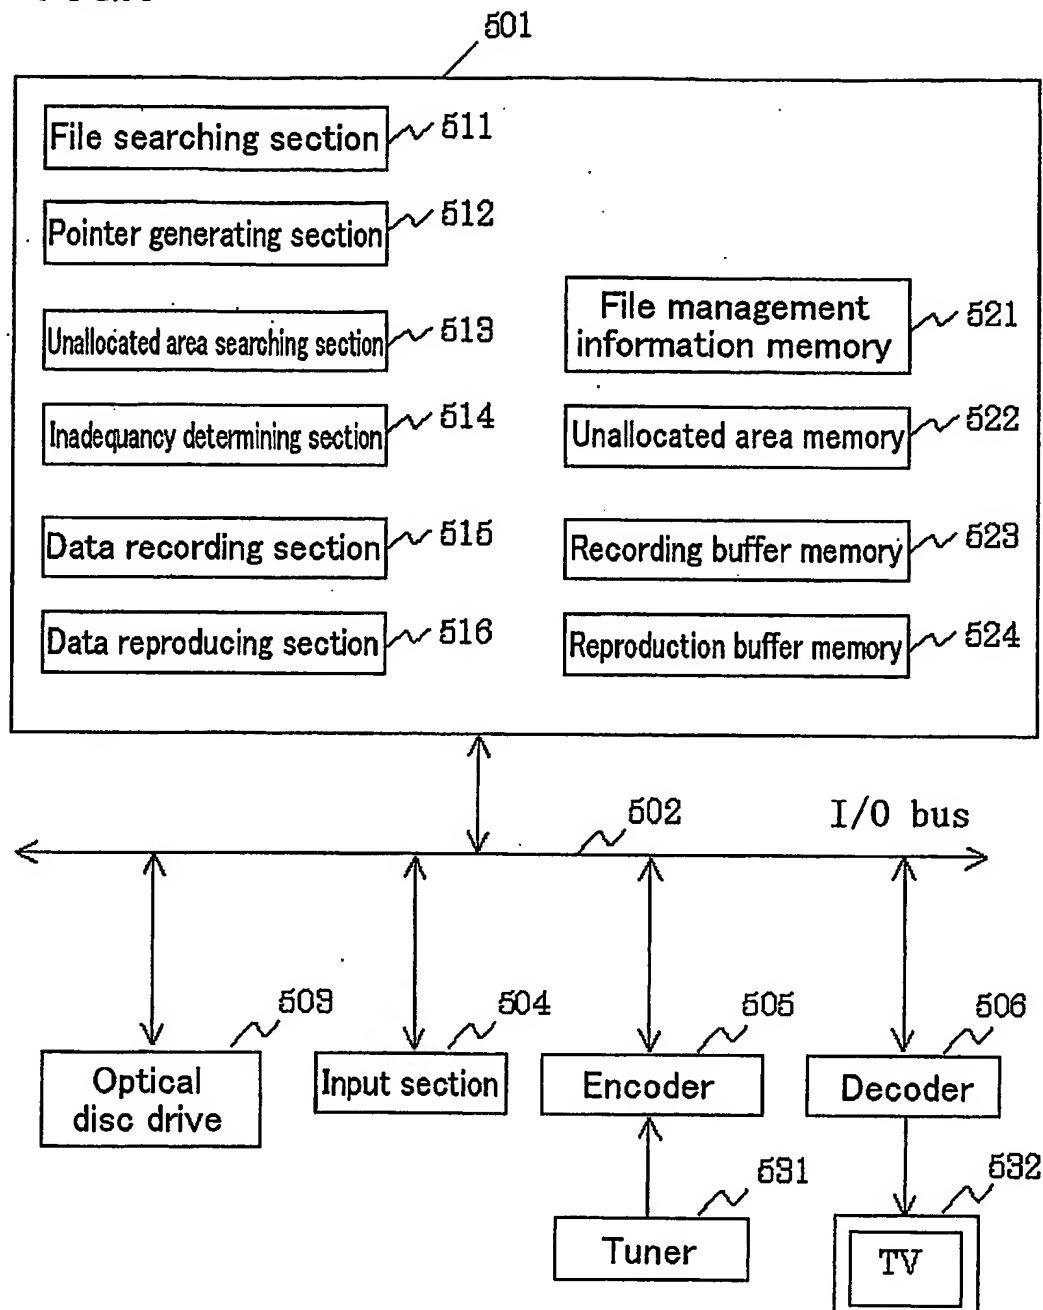 501
File searching section
511
Pointer generating section
512
Unallocated area searching section
513
Inadequancy determining section
514
Data recording section
515
Data reproducing section
516
File management
information memory
521
Unallocated area memory
522
Recording buffer memory
523
Reproduction buffer memory
524
502
I/O bus
503
Optical
disc drive
504
Input section
505
Encoder
506
Decoder
531
Tuner
532
TV